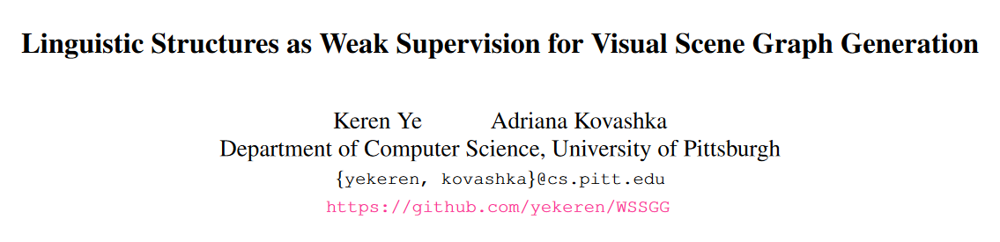 Linguistic Structures as Weak Supervision for Visual Scene Graph Generation
Keren Ye Adriana Kovashka
Department of Computer Science, University of Pittsburgh
{yekeren, kovashka}@cs.pitt.edu
https://github.com/yekeren/WSSGG